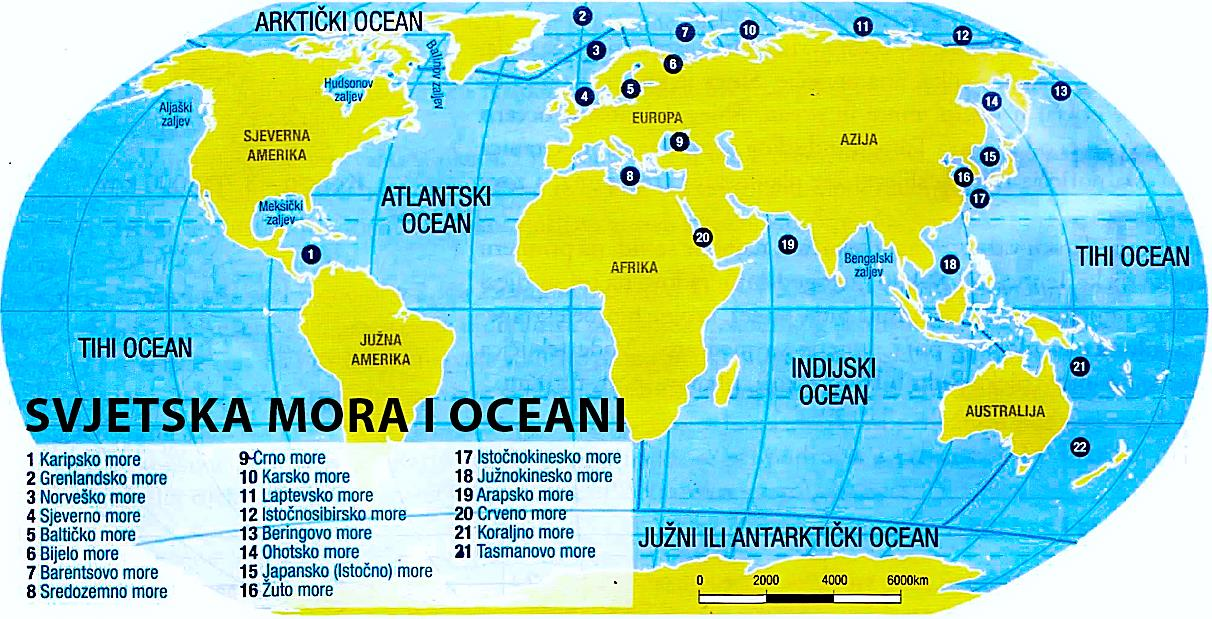 ARKTIČKI OCEAN
2
7
10
11
12
3
6
Bafinov zaljev
Hudsonov
zaljev
Aljaški
zaljev
4
5
13
14
SJEVERNA
AMERIKA
EUROPA
AZIJA
9
15
8
16
17
ATLANTSKI
OCEAN
Meksički
zaljev
20
19
1
18
Bengalski
zaljev
TIHI OCEAN
AFRIKA
TIHI OCEAN
JUŽNA
AMERIKA
INDIJSKI
OCEAN
21
AUSTRALIJA
22
SVJETSKA MORA I OCEANI
1 Karipsko more
2 Grenlandsko more
3 Norveško more
4 Sjeverno more
5 Baltičko more
6 Bijelo more
7 Barentsovo more
8 Sredozemno more
9 Crno more
10 Karsko more
11 Laptevsko more
12 Istočnosibirsko more
13 Beringovo more
14 Ohotsko more
15 Japansko (Istočno) more
16 Žuto more
17 Istočnokinesko more
18 Južnokinesko more
19 Arapsko more
20 Crveno more
21 Koraljno more
21 Tasmanovo more
JUŽNI ILI ANTARKTIČKI OCEAN
0 2000 4000 6000km